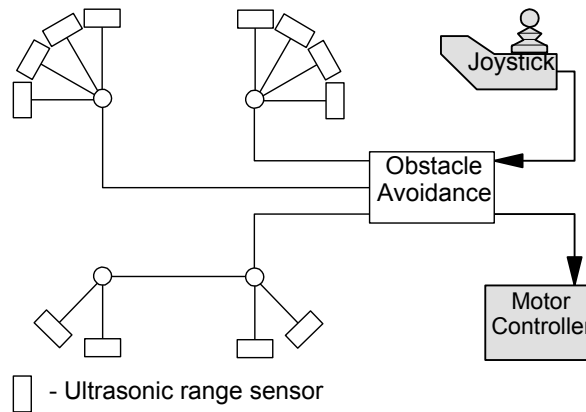 Joystick
Obstacle
Avoidance
Motor
Controller
- Ultrasonic range sensor